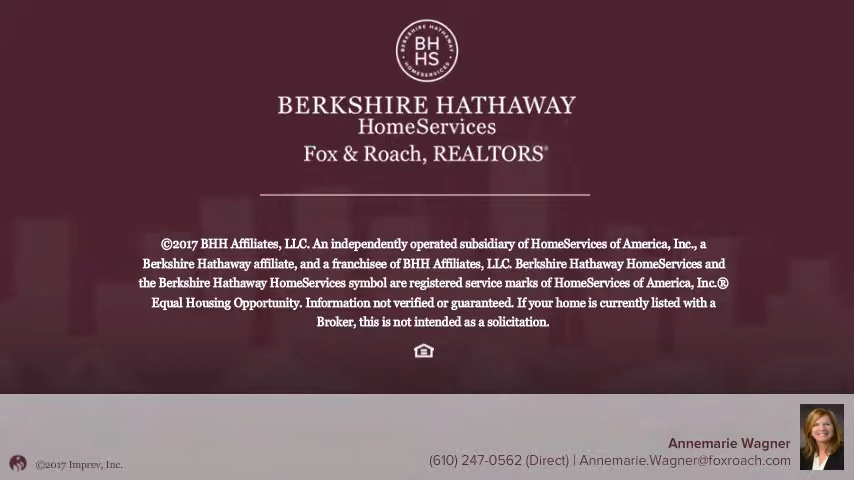 BERKSHIRE HATHAWAY
HOMESERVICES
BH
HS
BERKSHIRE HATHAWAY
HomeServices
Fox & Roach, REALTORS®
©2017 BHH Affiliates, LLC. An independently operated subsidiary of HomeServices of America, Inc., a
Berkshire Hathaway affiliate, and a franchisee of BHH Affiliates, LLC. Berkshire Hathaway HomeServices and
the Berkshire Hathaway HomeServices symbol are registered service marks of HomeServices of America, Inc.®
Equal Housing Opportunity. Information not verified or guaranteed. If your home is currently listed with a
Broker, this is not intended as a solicitation.
Annemarie Wagner
(610) 247-0562 (Direct) | Annemarie.Wagner@foxroach.com
©2017 Imprev, Inc.